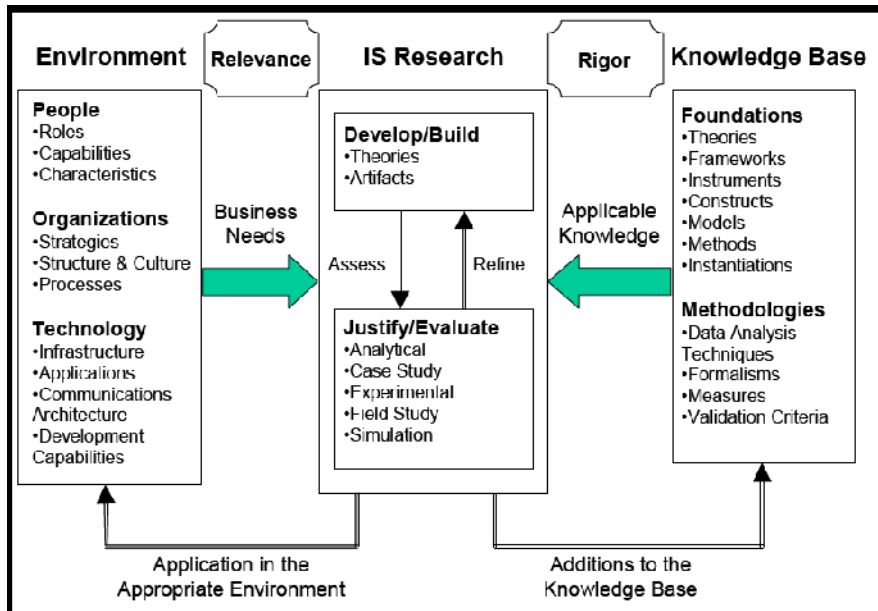 Environment
Relevance
IS Research
Rigor
Knowledge Base
People
•Roles
•Capabilities
•Characteristics
Organizations
•Strategies
•Structure & Culture
•Processes
Technology
•Infrastructure
•Applications
•Communications
Architecture
•Development
Capabilities
Business
Needs
Develop/Build
•Theories
•Artifacts
Assess
Refine
Justify/Evaluate
•Analytical
•Case Study
•Experimental
•Field Study
•Simulation
Applicable
Knowledge
Foundations
•Theories
•Frameworks
•Instruments
•Constructs
•Models
•Methods
•Instantiations
Methodologies
•Data Analysis
Techniques
•Formalisms
•Measures
•Validation Criteria
Application in the
Appropriate Environment
Additions to the
Knowledge Base